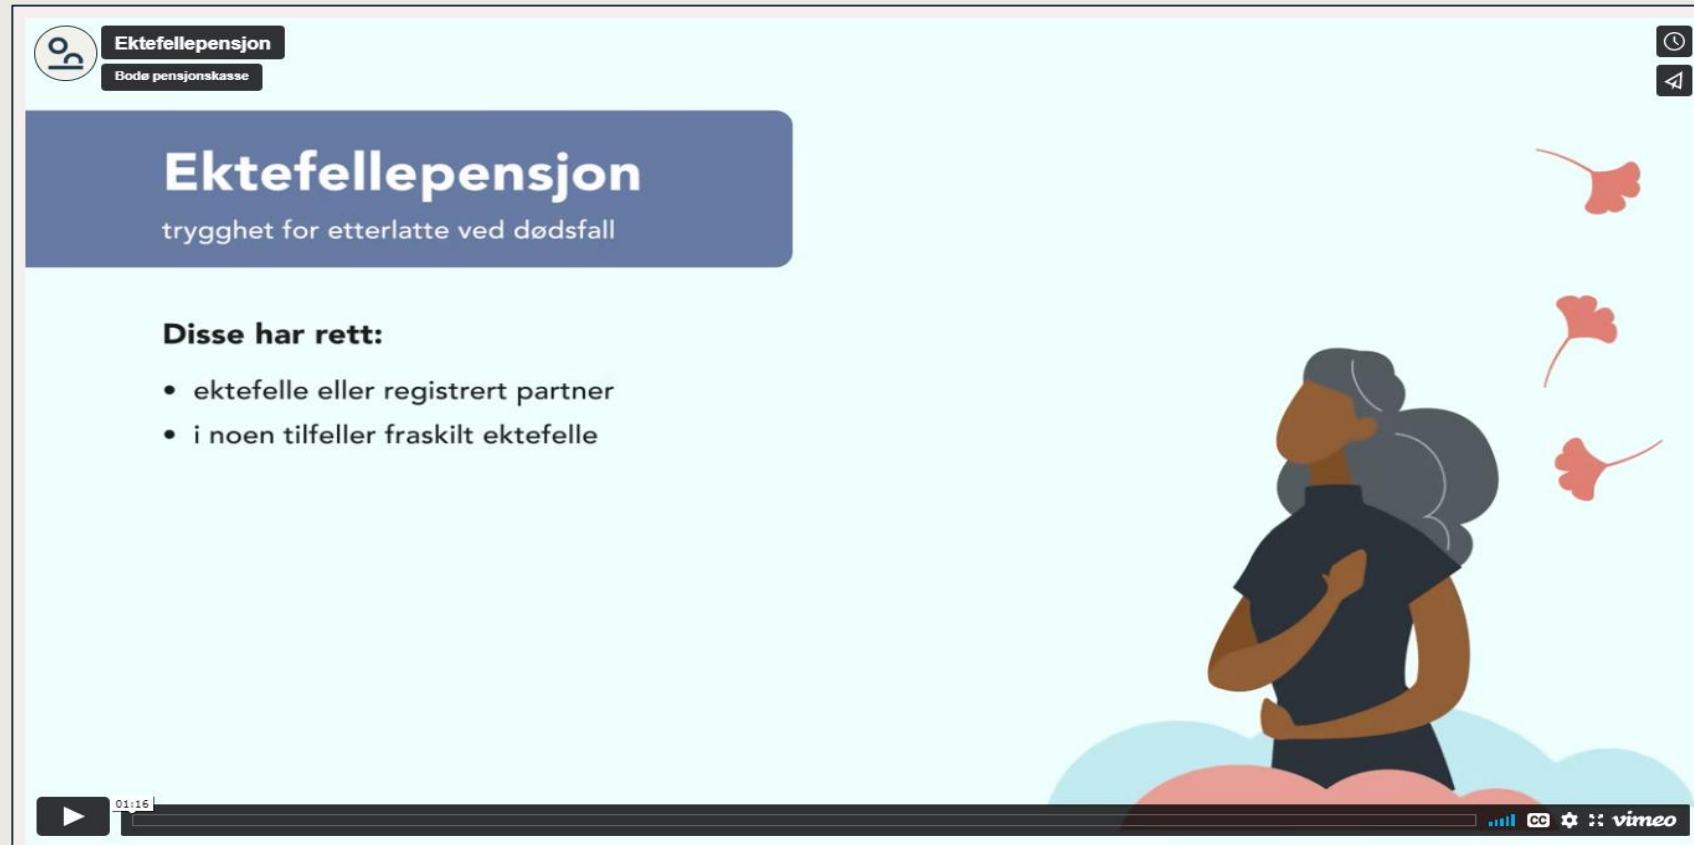 Ektefellepensjon
Bodø pensjonskasse
Ektefellepensjon
trygghet for etterlatte ved dødsfall
Disse har rett:
• ektefelle eller registrert partner
• i noen tilfeller fraskilt ektefelle
01:16
CC
vimeo